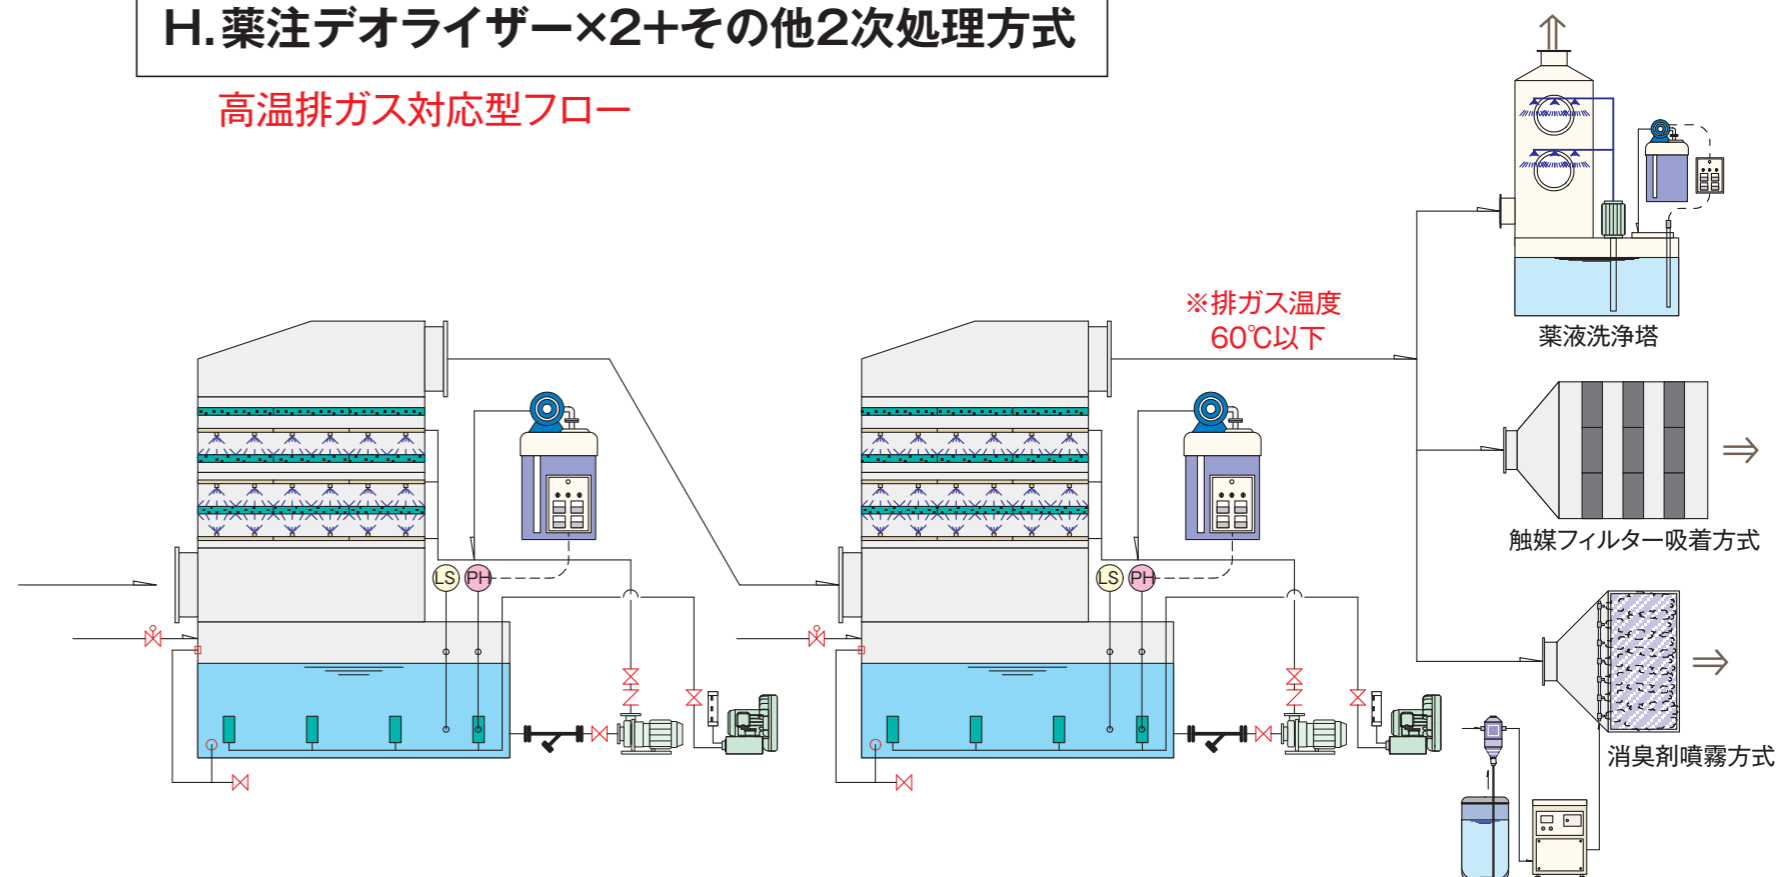 H.薬注デオライザー×2+その他2次処理方式
高温排ガス対応型フロー
※排ガス温度
60℃以下
薬液洗浄塔
触媒フィルター吸着方式
消臭剤噴霧方式
LS
PH
LS
PH